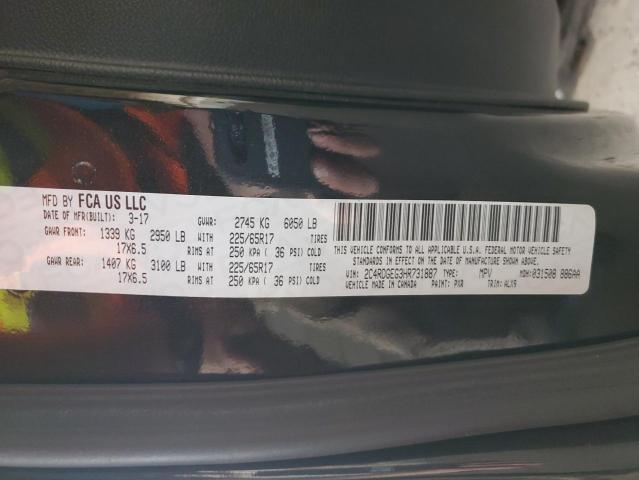 MFD BY FCA US LLC
DATE OF MFR(BUILT): 3-17 GVWR: 2745 KG 6050 LB
GAWR FRONT: 1339 KG 2950 LB WITH 225/65R17 TIRES
17X6.5 RIMS AT 250 KPA ( 36 PSI) COLD
GAWR REAR: 1407 KG 3100 LB WITH 225/65R17 TIRES
17X6.5 RIMS AT 250 KPA ( 36 PSI) COLD
THIS VEHICLE CONFORMS TO ALL APPLICABLE U.S.A. FEDERAL MOTOR VEHICLE SAFETY
STANDARDS IN EFFECT ON THE DATE OF MANUFACTURE SHOWN ABOVE.
VIN: 2C4RDGEG3HR731887 TYPE: MPV MDH: 031508 886AA
VEHICLE MADE IN CANADA PAINT: PXR TRIM: ALX9